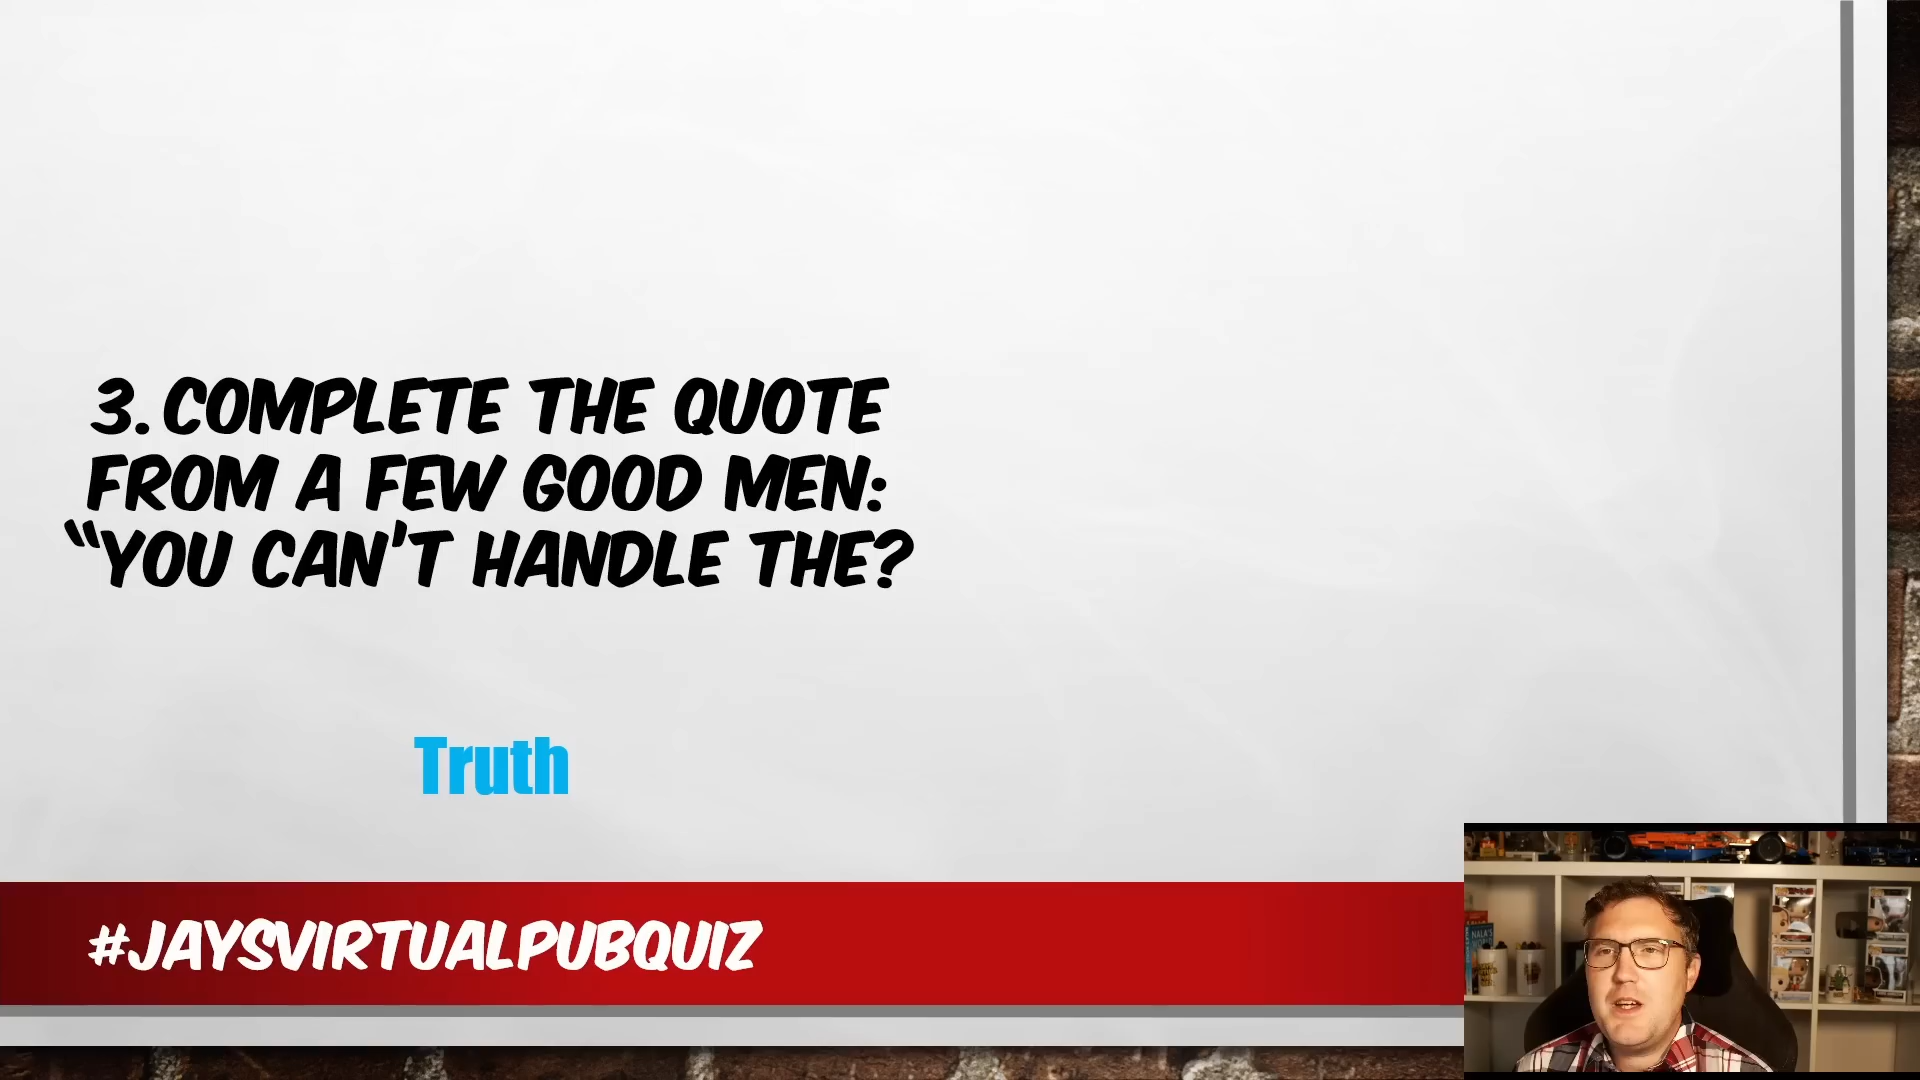 3. COMPLETE THE QUOTE
FROM A FEW GOOD MEN:
“YOU CAN'T HANDLE THE?
Truth
#JAYSVIRTUALPUBQUIZ